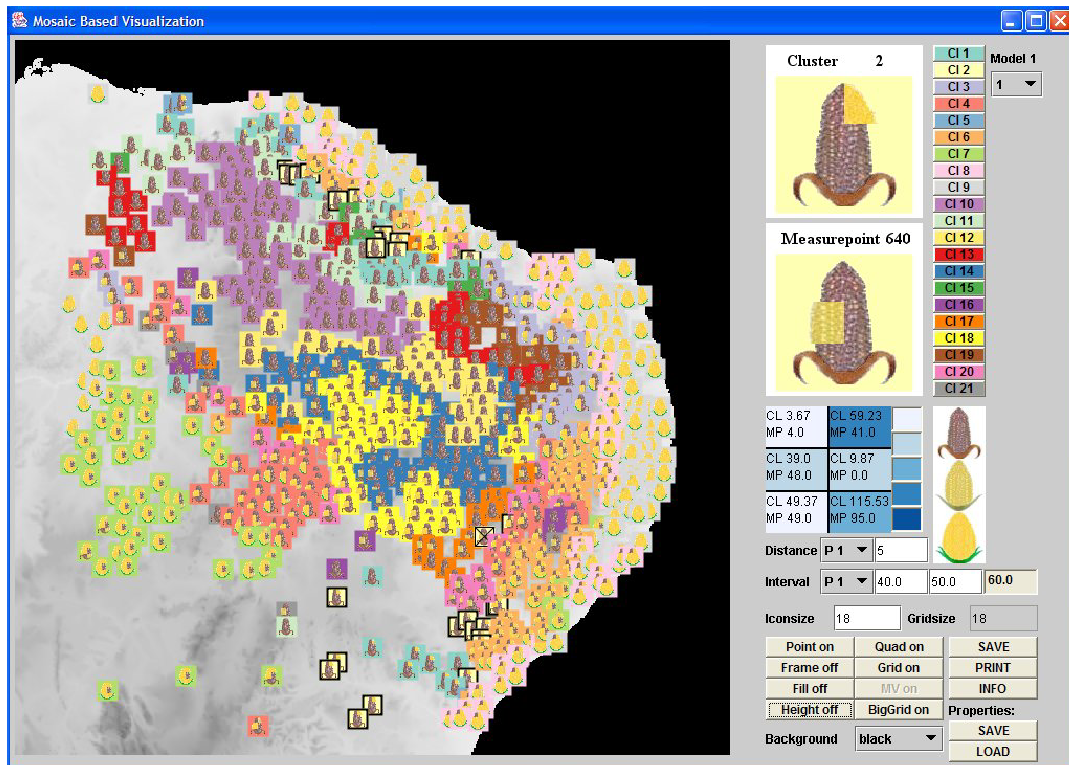 Mosaic Based Visualization
Cluster 2
Measurepoint 640
Cl 1
Cl 2
Cl 3
Cl 4
Cl 5
Cl 6
Cl 7
Cl 8
Cl 9
Cl 10
Cl 11
Cl 12
Cl 13
Cl 14
Cl 15
Cl 16
Cl 17
Cl 18
Cl 19
Cl 20
Cl 21
Model 1
1
CL 3.67 CL 59.23
MP 4.0 MP 41.0
CL 39.0 CL 9.87
MP 48.0 MP 0.0
CL 49.37 CL 115.53
MP 49.0 MP 95.0
Distance P 1 5
Interval P 1 40.0 50.0 60.0
Iconsize 18 Gridsize 18
Point on Quad on SAVE
Frame off Grid on PRINT
Fill off MV on INFO
Height off BigGrid on Properties:
SAVE
Background black
LOAD